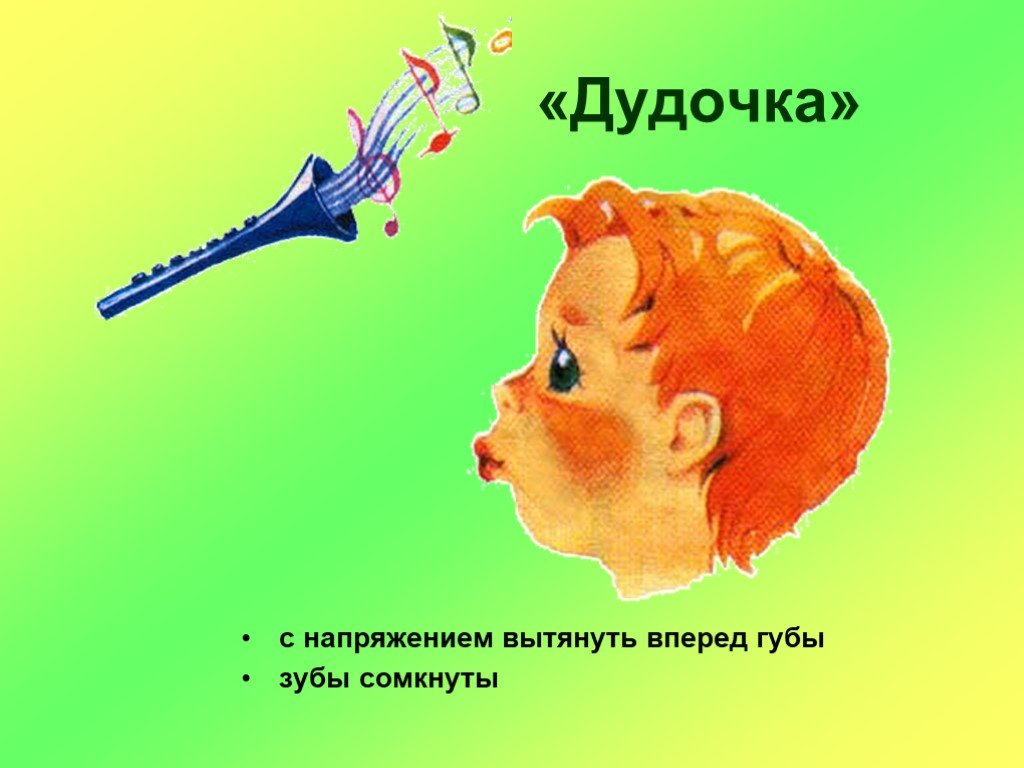 «Дудочка»
• с напряжением вытянуть вперед губы
• зубы сомкнуты